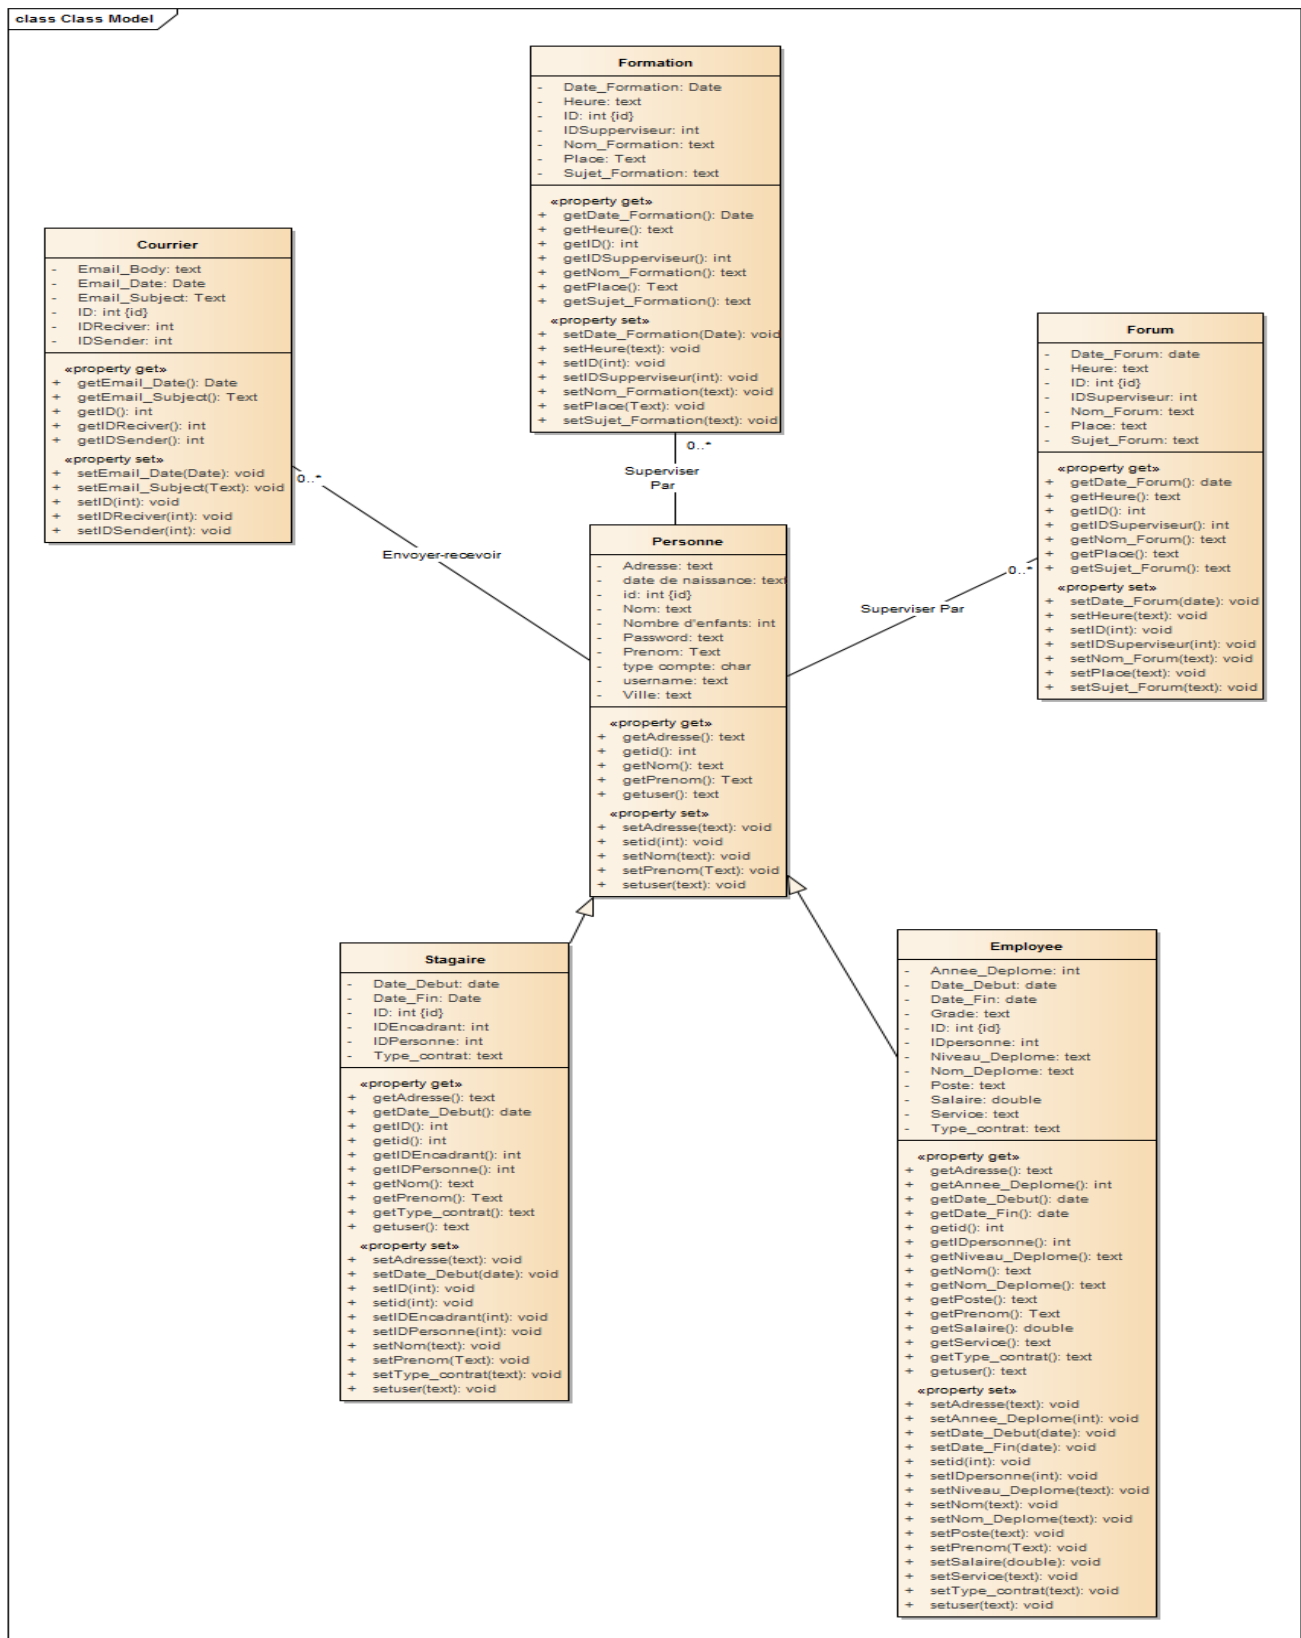 class Class Model
Formation
- Date_Formation: Date
- Heure: text
- ID: int {id}
- IDSupperviseur: int
- Nom_Formation: text
- Place: Text
- Sujet_Formation: text
«property get»
+ getDate_Formation(): Date
+ getHeure(): text
+ getID(): int
+ getIDSupperviseur(): int
+ getNom_Formation(): text
+ getPlace(): Text
+ getSujet_Formation(): text
«property set»
+ setDate_Formation(Date): void
+ setHeure(text): void
+ setID(int): void
+ setIDSupperviseur(int): void
+ setNom_Formation(text): void
+ setPlace(Text): void
+ setSujet_Formation(text): void
Courrier
- Email_Body: text
- Email_Date: Date
- Email_Subject: Text
- ID: int {id}
- IDReciver: int
- IDSender: int
«property get»
+ getEmail_Date(): Date
+ getEmail_Subject(): Text
+ getID(): int
+ getIDReciver(): int
+ getIDSender(): int
«property set»
+ setEmail_Date(Date): void
+ setEmail_Subject(Text): void
+ setID(int): void
+ setIDReciver(int): void
+ setIDSender(int): void
Forum
- Date_Forum: date
- Heure: text
- ID: int {id}
- IDSuperviseur: int
- Nom_Forum: text
- Place: text
- Sujet_Forum: text
«property get»
+ getDate_Forum(): date
+ getHeure(): text
+ getID(): int
+ getIDSuperviseur(): int
+ getNom_Forum(): text
+ getPlace(): text
+ getSujet_Forum(): text
«property set»
+ setDate_Forum(date): void
+ setHeure(text): void
+ setID(int): void
+ setIDSuperviseur(int): void
+ setNom_Forum(text): void
+ setPlace(text): void
+ setSujet_Forum(text): void
0..*
Superviser
Par
0..*
Envoyer-recevoir
0..*
Superviser Par
Personne
- Adresse: text
- date de naissance: text
- id: int {id}
- Nom: text
- Nombre d'enfants: int
- Password: text
- Prenom: Text
- type compte: char
- username: text
- Ville: text
«property get»
+ getAdresse(): text
+ getid(): int
+ getNom(): text
+ getPrenom(): Text
+ getuser(): text
«property set»
+ setAdresse(text): void
+ setid(int): void
+ setNom(text): void
+ setPrenom(Text): void
+ setuser(text): void
Stagaire
- Date_Debut: date
- Date_Fin: Date
- ID: int {id}
- IDEncadrant: int
- IDPersonne: int
- Type_contrat: text
«property get»
+ getAdresse(): text
+ getDate_Debut(): date
+ getID(): int
+ getid(): int
+ getIDEncadrant(): int
+ getIDPersonne(): int
+ getNom(): text
+ getPrenom(): Text
+ getType_contrat(): text
+ getuser(): text
«property set»
+ setAdresse(text): void
+ setDate_Debut(date): void
+ setID(int): void
+ setid(int): void
+ setIDEncadrant(int): void
+ setIDPersonne(int): void
+ setNom(text): void
+ setPrenom(Text): void
+ setType_contrat(text): void
+ setuser(text): void
Employee
- Annee_Deplome: int
- Date_Debut: date
- Date_Fin: date
- Grade: text
- ID: int {id}
- IDpersonne: int
- Niveau_Deplome: text
- Nom_Deplome: text
- Poste: text
- Salaire: double
- Service: text
- Type_contrat: text
«property get»
+ getAdresse(): text
+ getAnnee_Deplome(): int
+ getDate_Debut(): date
+ getDate_Fin(): date
+ getid(): int
+ getIDpersonne(): int
+ getNiveau_Deplome(): text
+ getNom(): text
+ getNom_Deplome(): text
+ getPoste(): text
+ getPrenom(): Text
+ getSalaire(): double
+ getService(): text
+ getType_contrat(): text
+ getuser(): text
«property set»
+ setAdresse(text): void
+ setAnnee_Deplome(int): void
+ setDate_Debut(date): void
+ setDate_Fin(date): void
+ setid(int): void
+ setIDpersonne(int): void
+ setNiveau_Deplome(text): void
+ setNom(text): void
+ setNom_Deplome(text): void
+ setPoste(text): void
+ setPrenom(Text): void
+ setSalaire(double): void
+ setService(text): void
+ setType_contrat(text): void
+ setuser(text): void